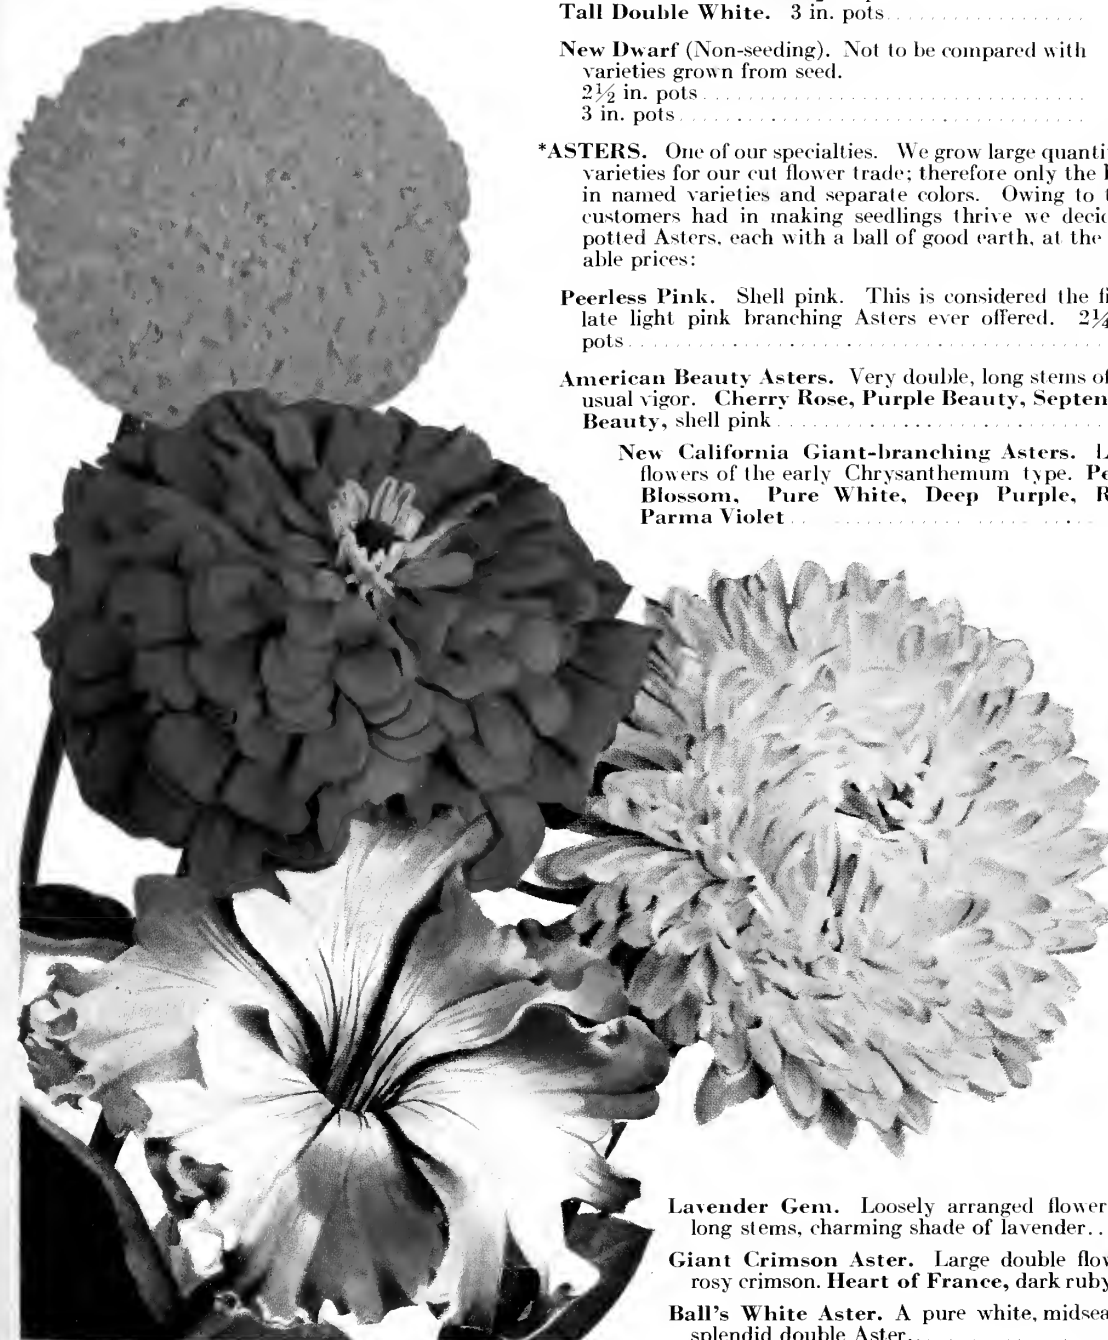 Tall Double White. 3 in. pots
New Dwarf (Non-seeding). Not to be compared with
varieties grown from seed.
2½ in. pots
3 in. pots
*ASTERS. One of our specialties. We grow large quanti
varieties for our cut flower trade; therefore only the
in named varieties and separate colors. Owing to
customers had in making seedlings thrive we decid
potted Asters, each with a ball of good earth, at the
able prices:
Peerless Pink. Shell pink. This is considered the fi
late light pink branching Asters ever offered. 2¼
pots
American Beauty Asters. Very double, long stems of
usual vigor. Cherry Rose, Purple Beauty, Septen
Beauty, shell pink
New California Giant-branching Asters. L
flowers of the early Chrysanthemum type. Pe
Blossom, Pure White, Deep Purple, R
Parma Violet
Lavender Gem. Loosely arranged flower
long stems, charming shade of lavender..
Giant Crimson Aster. Large double flow
rosy crimson. Heart of France, dark ruby
Ball's White Aster. A pure white, midsea
splendid double Aster